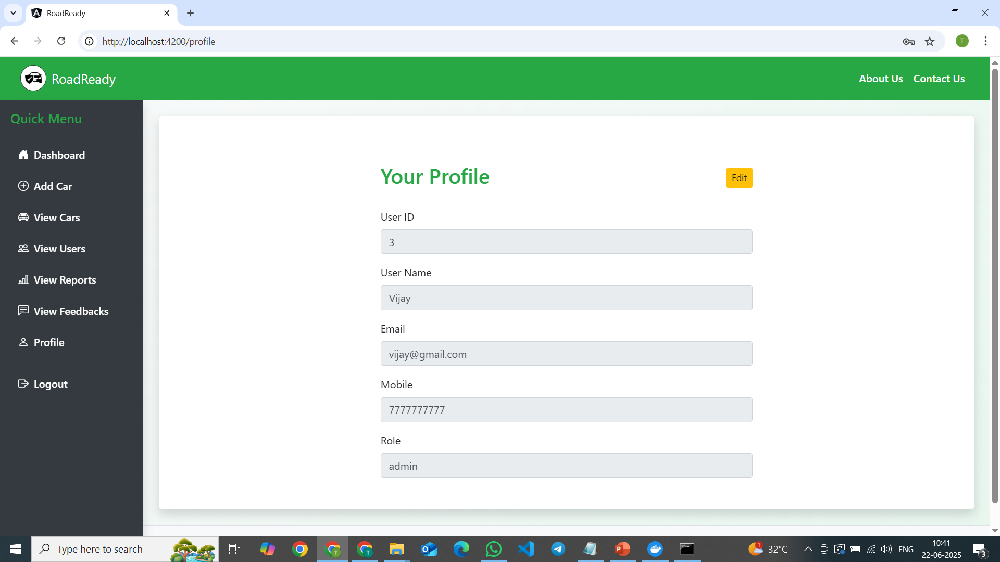 RoadReady
http://localhost:4200/profile
T
RoadReady
About Us
Contact Us
Quick Menu
Dashboard
Add Car
View Cars
View Users
View Reports
View Feedbacks
Profile
Logout
Your Profile
Edit
User ID
3
User Name
Vijay
Email
vijay@gmail.com
Mobile
7777777777
Role
admin
Type here to search
T
T
P
1
32°C
ENG
10:41
22-06-2025
3